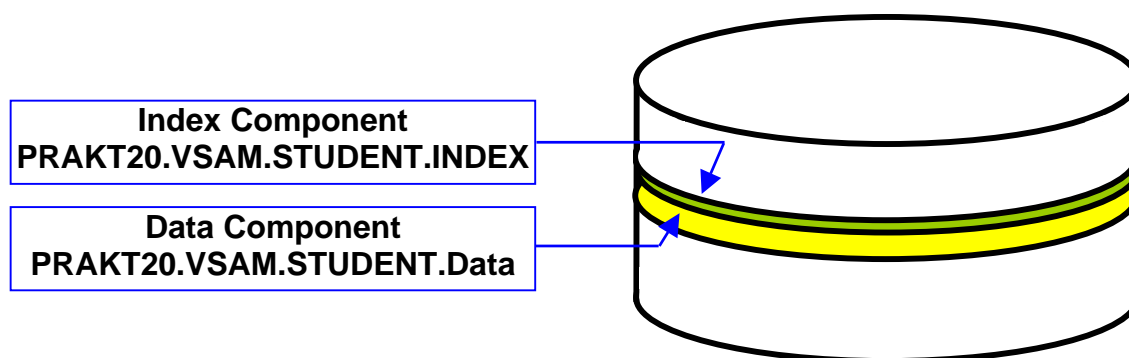 Index Component
PRAKT20.VSAM.STUDENT.INDEX
Data Component
PRAKT20.VSAM.STUDENT.Data